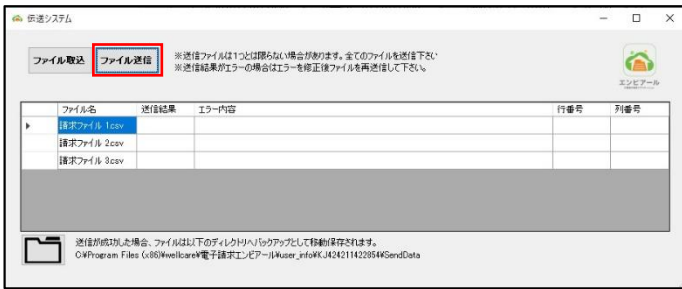 伝送システム
ファイル取込
ファイル送信
※送信ファイルは1つとは限らない場合があります。全てのファイルを送信下さい
※送信結果がエラーの場合はエラーを修正後ファイルを再送信して下さい。
エンピアール
ファイル名 送信結果 エラー内容 行番号 列番号
請求ファイル 1.csv
請求ファイル 2.csv
請求ファイル 3.csv
送信が成功した場合、ファイルは以下のディレクトリへバックアップとして移動保存されます。
C:¥Program Files (x86)¥wellcare¥電子請求エンピアール¥user_info¥KJ424211422854¥SendData